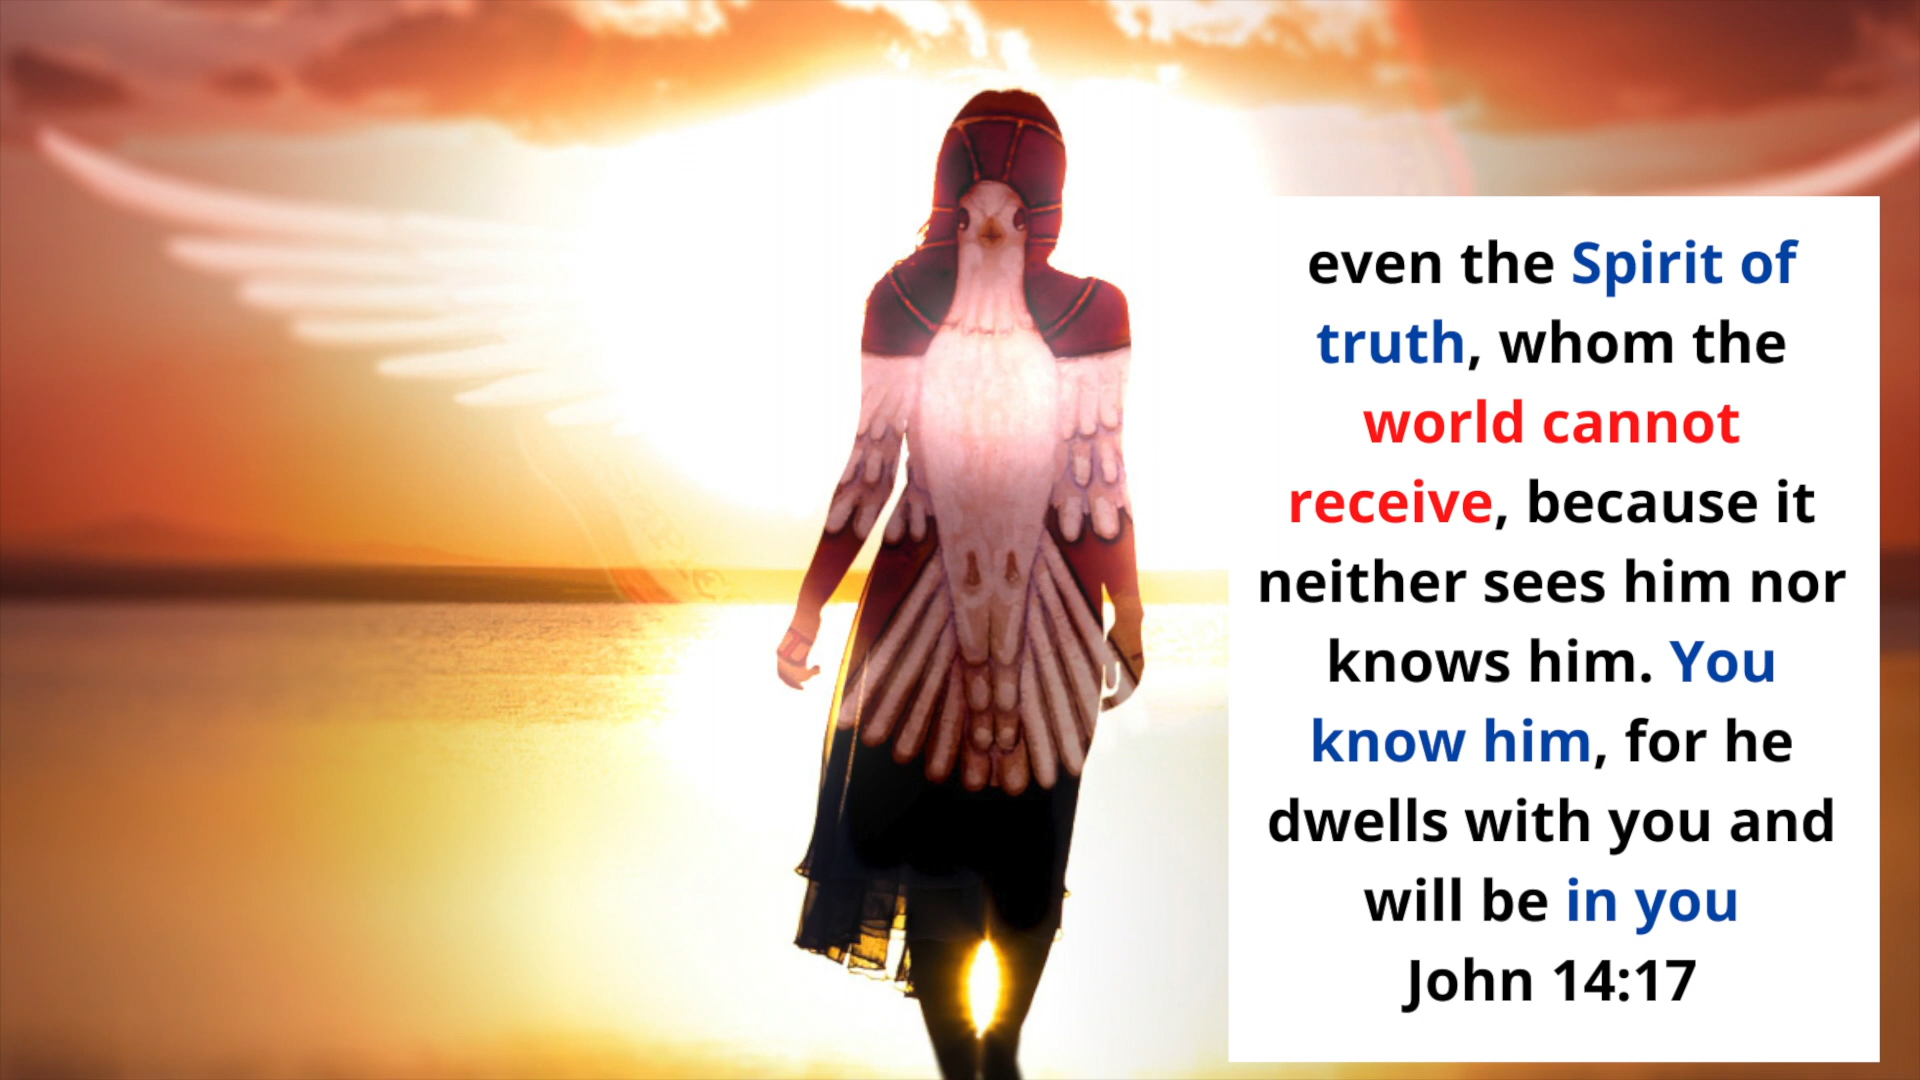 even the Spirit of
truth, whom the
world cannot
receive, because it
neither sees him nor
knows him. You
know him, for he
dwells with you and
will be in you
John 14:17